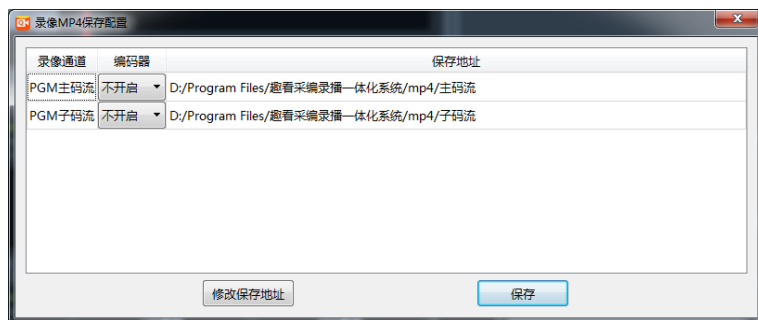 录像MP4保存配置
录像通道 编码器 保存地址
PGM主码流 不开启 D:/Program Files/趣看采编录播一体化系统/mp4/主码流
PGM子码流 不开启 D:/Program Files/趣看采编录播一体化系统/mp4/子码流
修改保存地址 保存